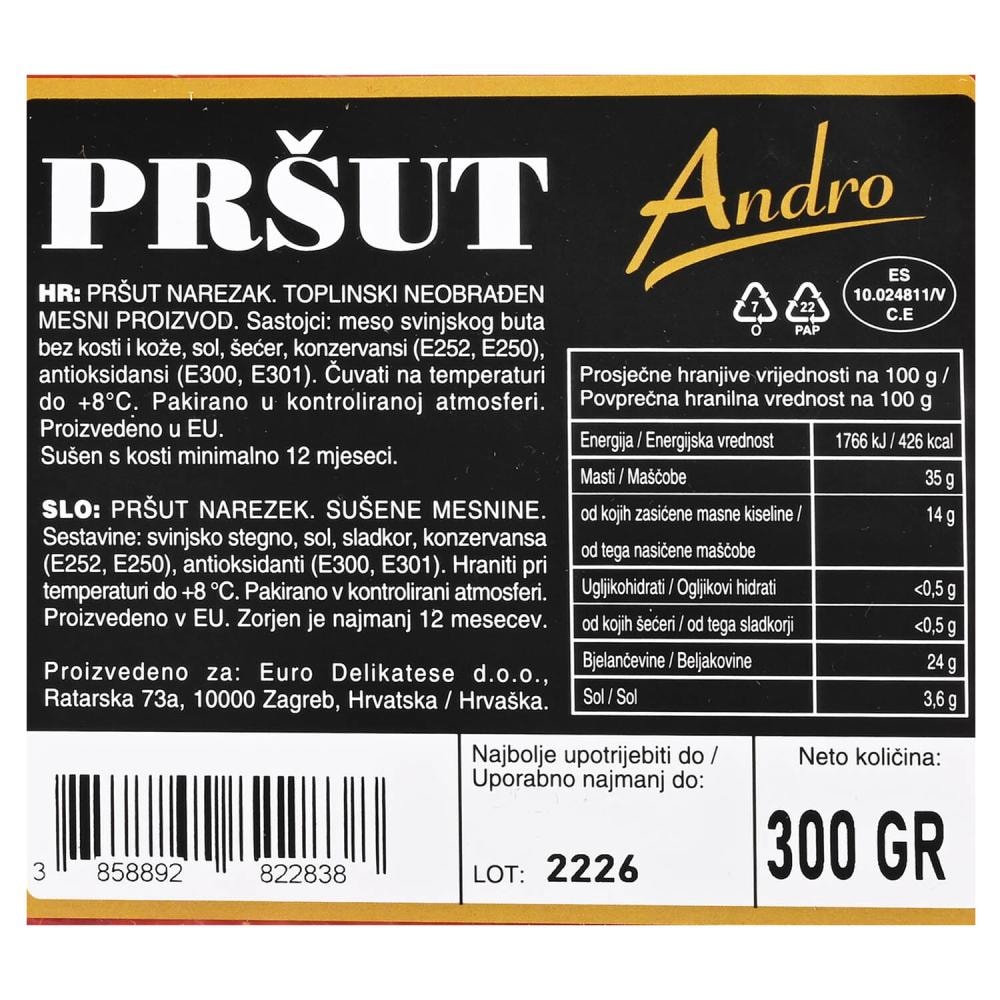 PRŠUT
Andro
HR: PRŠUT NAREZAK. TOPLINSKI NEOBRAĐEN
MESNI PROIZVOD. Sastojci: meso svinjskog buta
bez kosti i kože, sol, šećer, konzervansi (E252, E250),
antioksidansi (E300, E301). Čuvati na temperaturi
do +8°C. Pakirano u kontroliranoj atmosferi.
Proizvedeno u EU.
Sušen s kosti minimalno 12 mjeseci.
SLO: PRŠUT NAREZEK. SUŠENE MESNINE.
Sestavine: svinjsko stegno, sol, sladkor, konzervansa
(E252, E250), antioksidanti (E300, E301). Hraniti pri
temperaturi do +8 °C. Pakirano v kontrolirani atmosferi.
Proizvedeno v EU. Zorjen je najmanj 12 mesecev.
Proizvedeno za: Euro Delikatese d.o.o.,
Ratarska 73a, 10000 Zagreb, Hrvatska / Hrvaška.
7
O
22
PAP
ES
10.024811/V
C.E
Prosječne hranjive vrijednosti na 100 g /
Povprečna hranilna vrednost na 100 g
Energija / Energijska vrednost 1766 kJ / 426 kcal
Masti / Maščobe 35 g
od kojih zasićene masne kiseline / 14 g
od tega nasičene maščobe
Ugljikohidrati / Ogljikovi hidrati <0,5 g
od kojih šećeri / od tega sladkorji <0,5 g
Bjelančevine / Beljakovine 24 g
Sol / Sol 3,6 g
3 858892 822838
Najbolje upotrijebiti do /
Uporabno najmanj do:
LOT: 2226
Neto količina:
300 GR